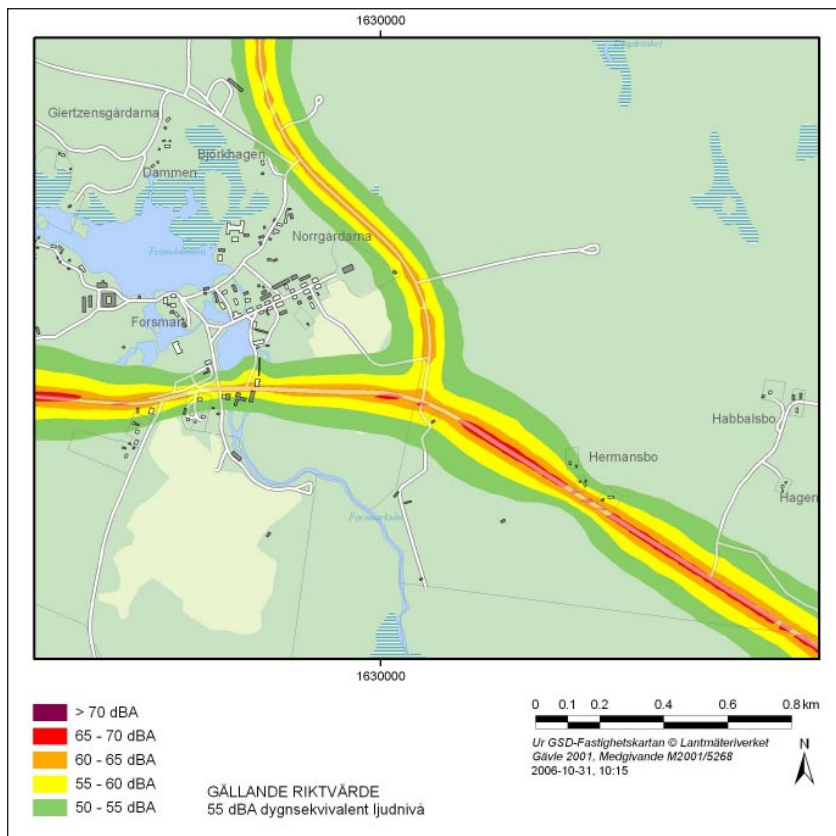 1630000
Giertzensgårdarna
Björkhagen
Dammen
Norrgårdarna
Forsmark
Habbalsbo
Hermansbo
Hagen
1630000
> 70 dBA
65 - 70 dBA
60 - 65 dBA
55 - 60 dBA
50 - 55 dBA
GÄLLANDE RIKTVÄRDE
55 dBA dygnsekvivalent ljudnivå
0 0.1 0.2 0.4 0.6 0.8 km
Ur GSD-Fastighetskartan © Lantmäteriverket
Gävle 2001, Medgivande M2001/5268
2006-10-31, 10:15
N